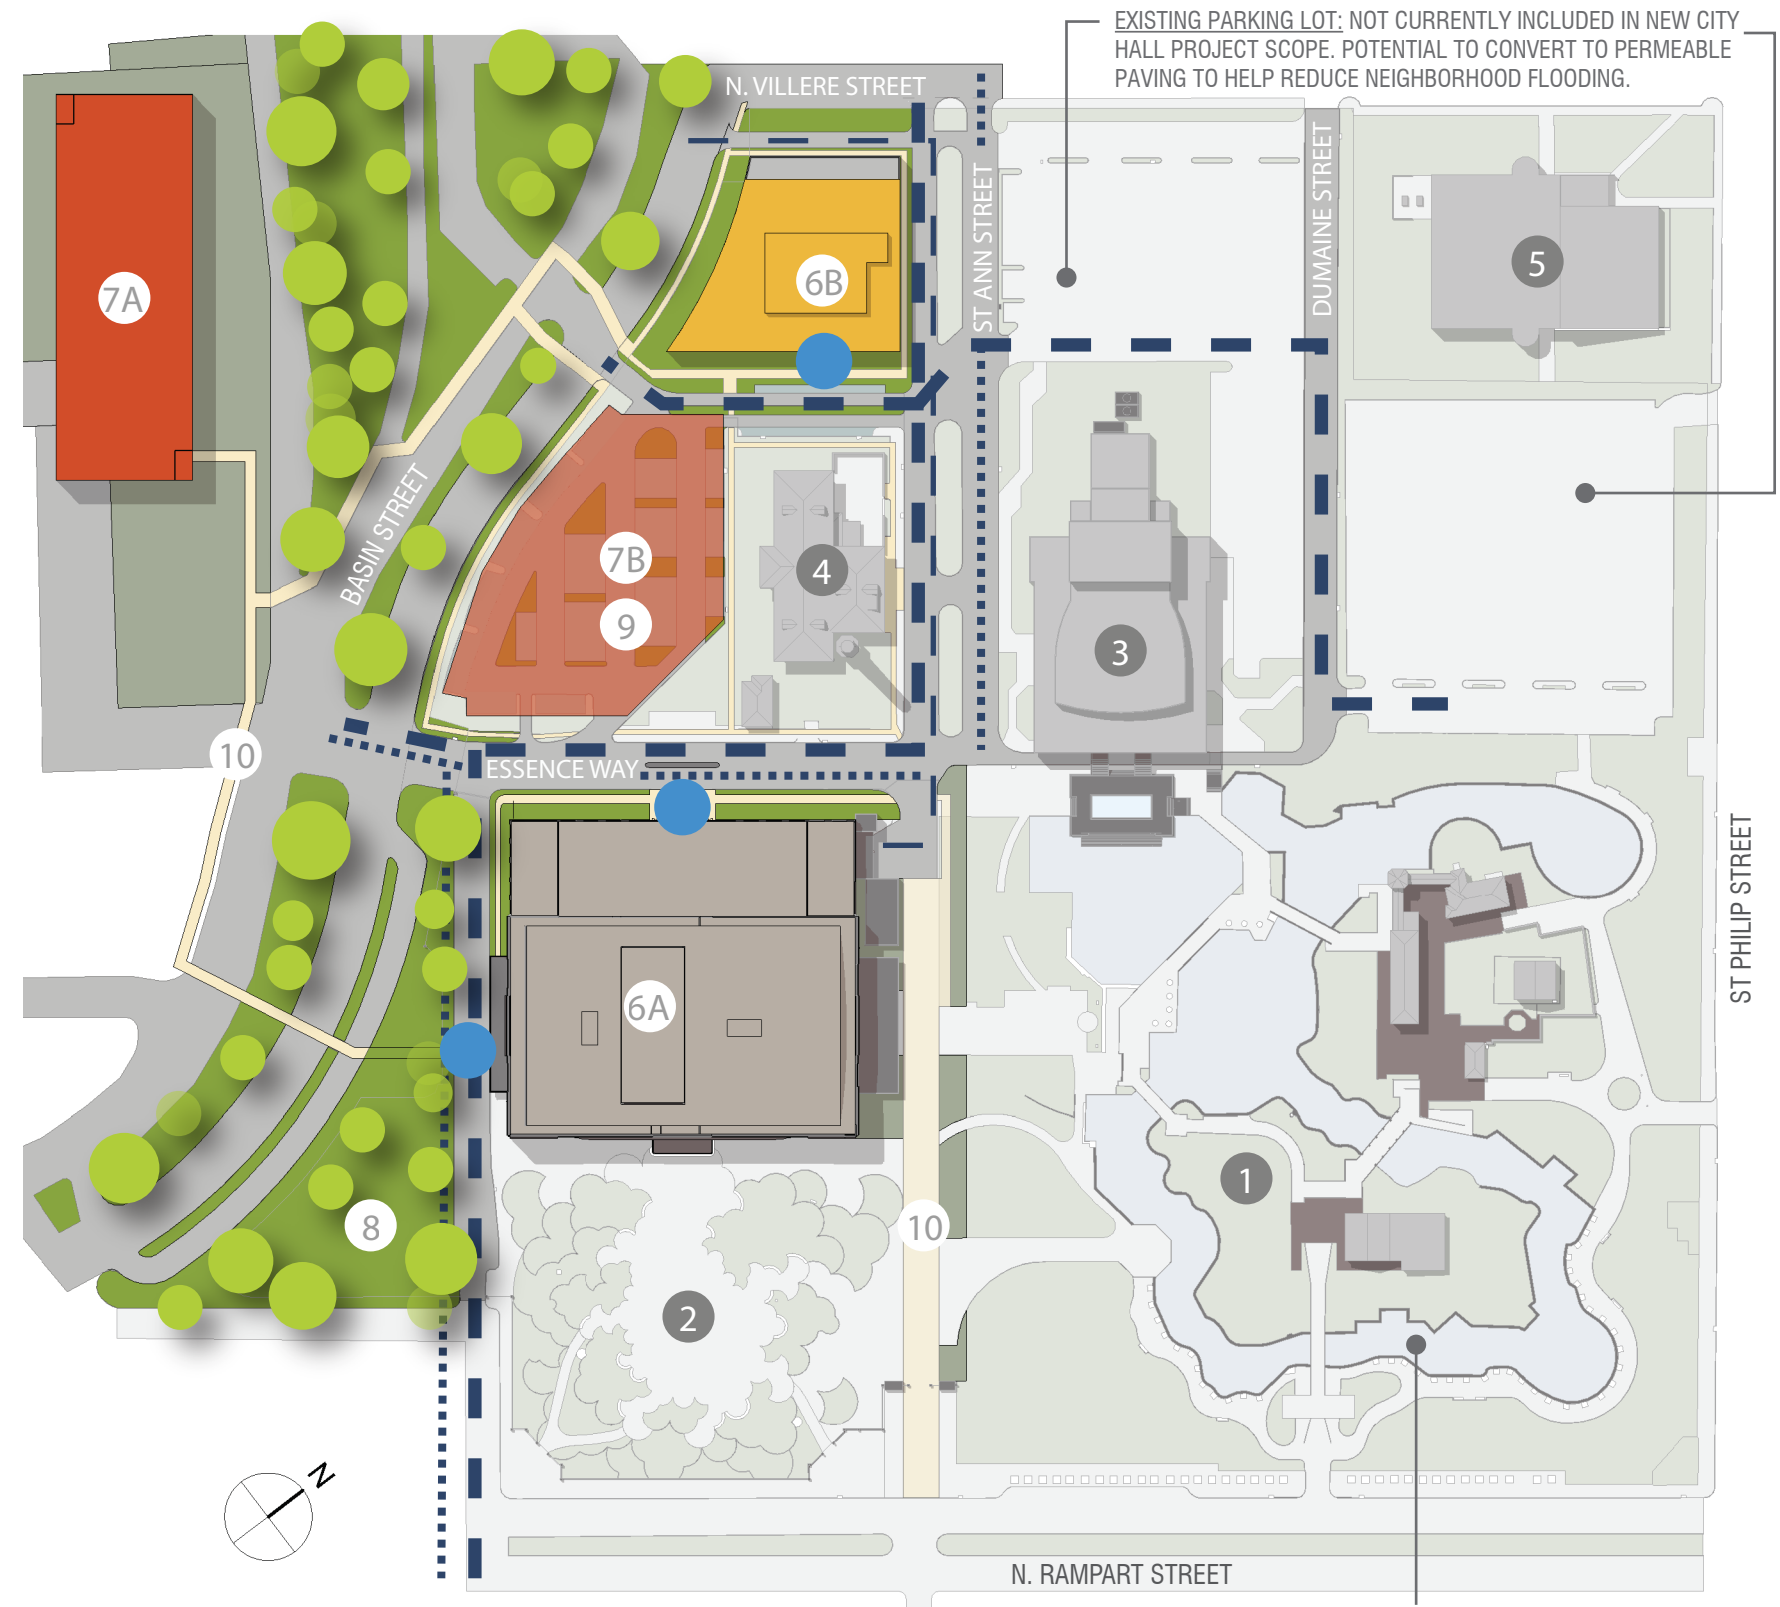 EXISTING PARKING LOT: NOT CURRENTLY INCLUDED IN NEW CITY
HALL PROJECT SCOPE. POTENTIAL TO CONVERT TO PERMEABLE
PAVING TO HELP REDUCE NEIGHBORHOOD FLOODING.
N. VILLERE STREET
ST ANN STREET
DUMAINE STREET
5
7A
6B
BASIN STREET
7B
9
4
3
10
ESSENCE WAY
ST PHILIP STREET
6A
1
8
10
2
N
N. RAMPART STREET